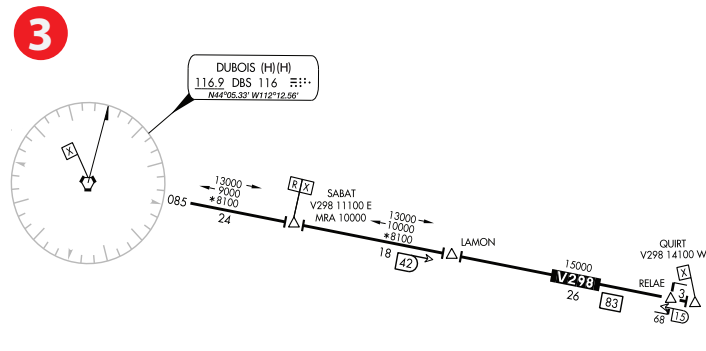 3
DUBOIS (H)(H)
116.9 DBS 116
N44°05.33' W112°12.56'
X
085
13000
9000
*8100
24
R X
SABAT
V298 11100 E
MRA 10000
13000
10000
*8100
18
42
LAMON
15000
V298
26
83
QUIRT
V298 14100 W
X
RELAE
3
68
15